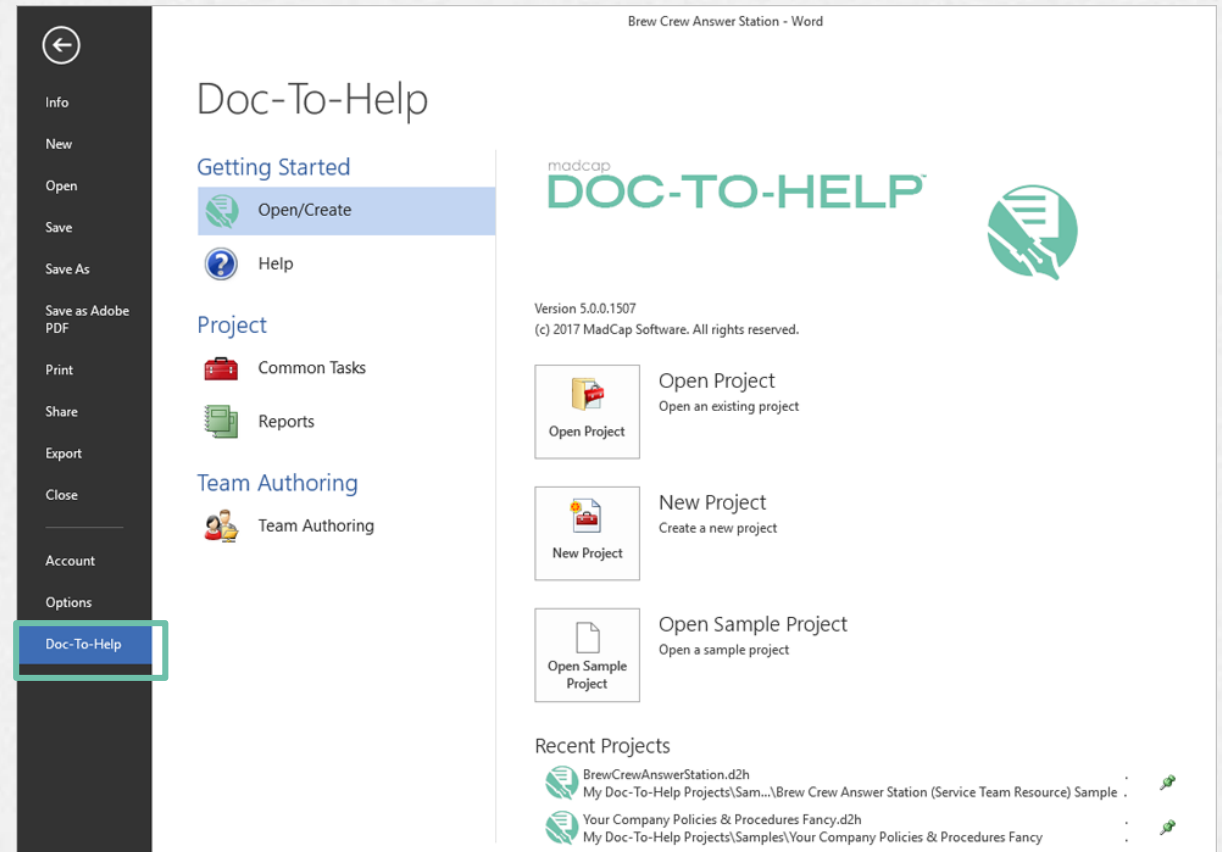 Brew Crew Answer Station - Word
Info
New
Open
Save
Save As
Save as Adobe
PDF
Print
Share
Export
Close
Account
Options
Doc-To-Help
Doc-To-Help
Getting Started
Open/Create
Help
Project
Common Tasks
Reports
Team Authoring
Team Authoring
madcap
DOC-TO-HELP™
Version 5.0.0.1507
(c) 2017 MadCap Software. All rights reserved.
Open Project
Open Project
Open an existing project
New Project
New Project
Create a new project
Open Sample
Project
Open Sample Project
Open a sample project
Recent Projects
BrewCrewAnswerStation.d2h
My Doc-To-Help Projects\Sam...\Brew Crew Answer Station (Service Team Resource) Sample
Your Company Policies & Procedures Fancy.d2h
My Doc-To-Help Projects\Samples\Your Company Policies & Procedures Fancy